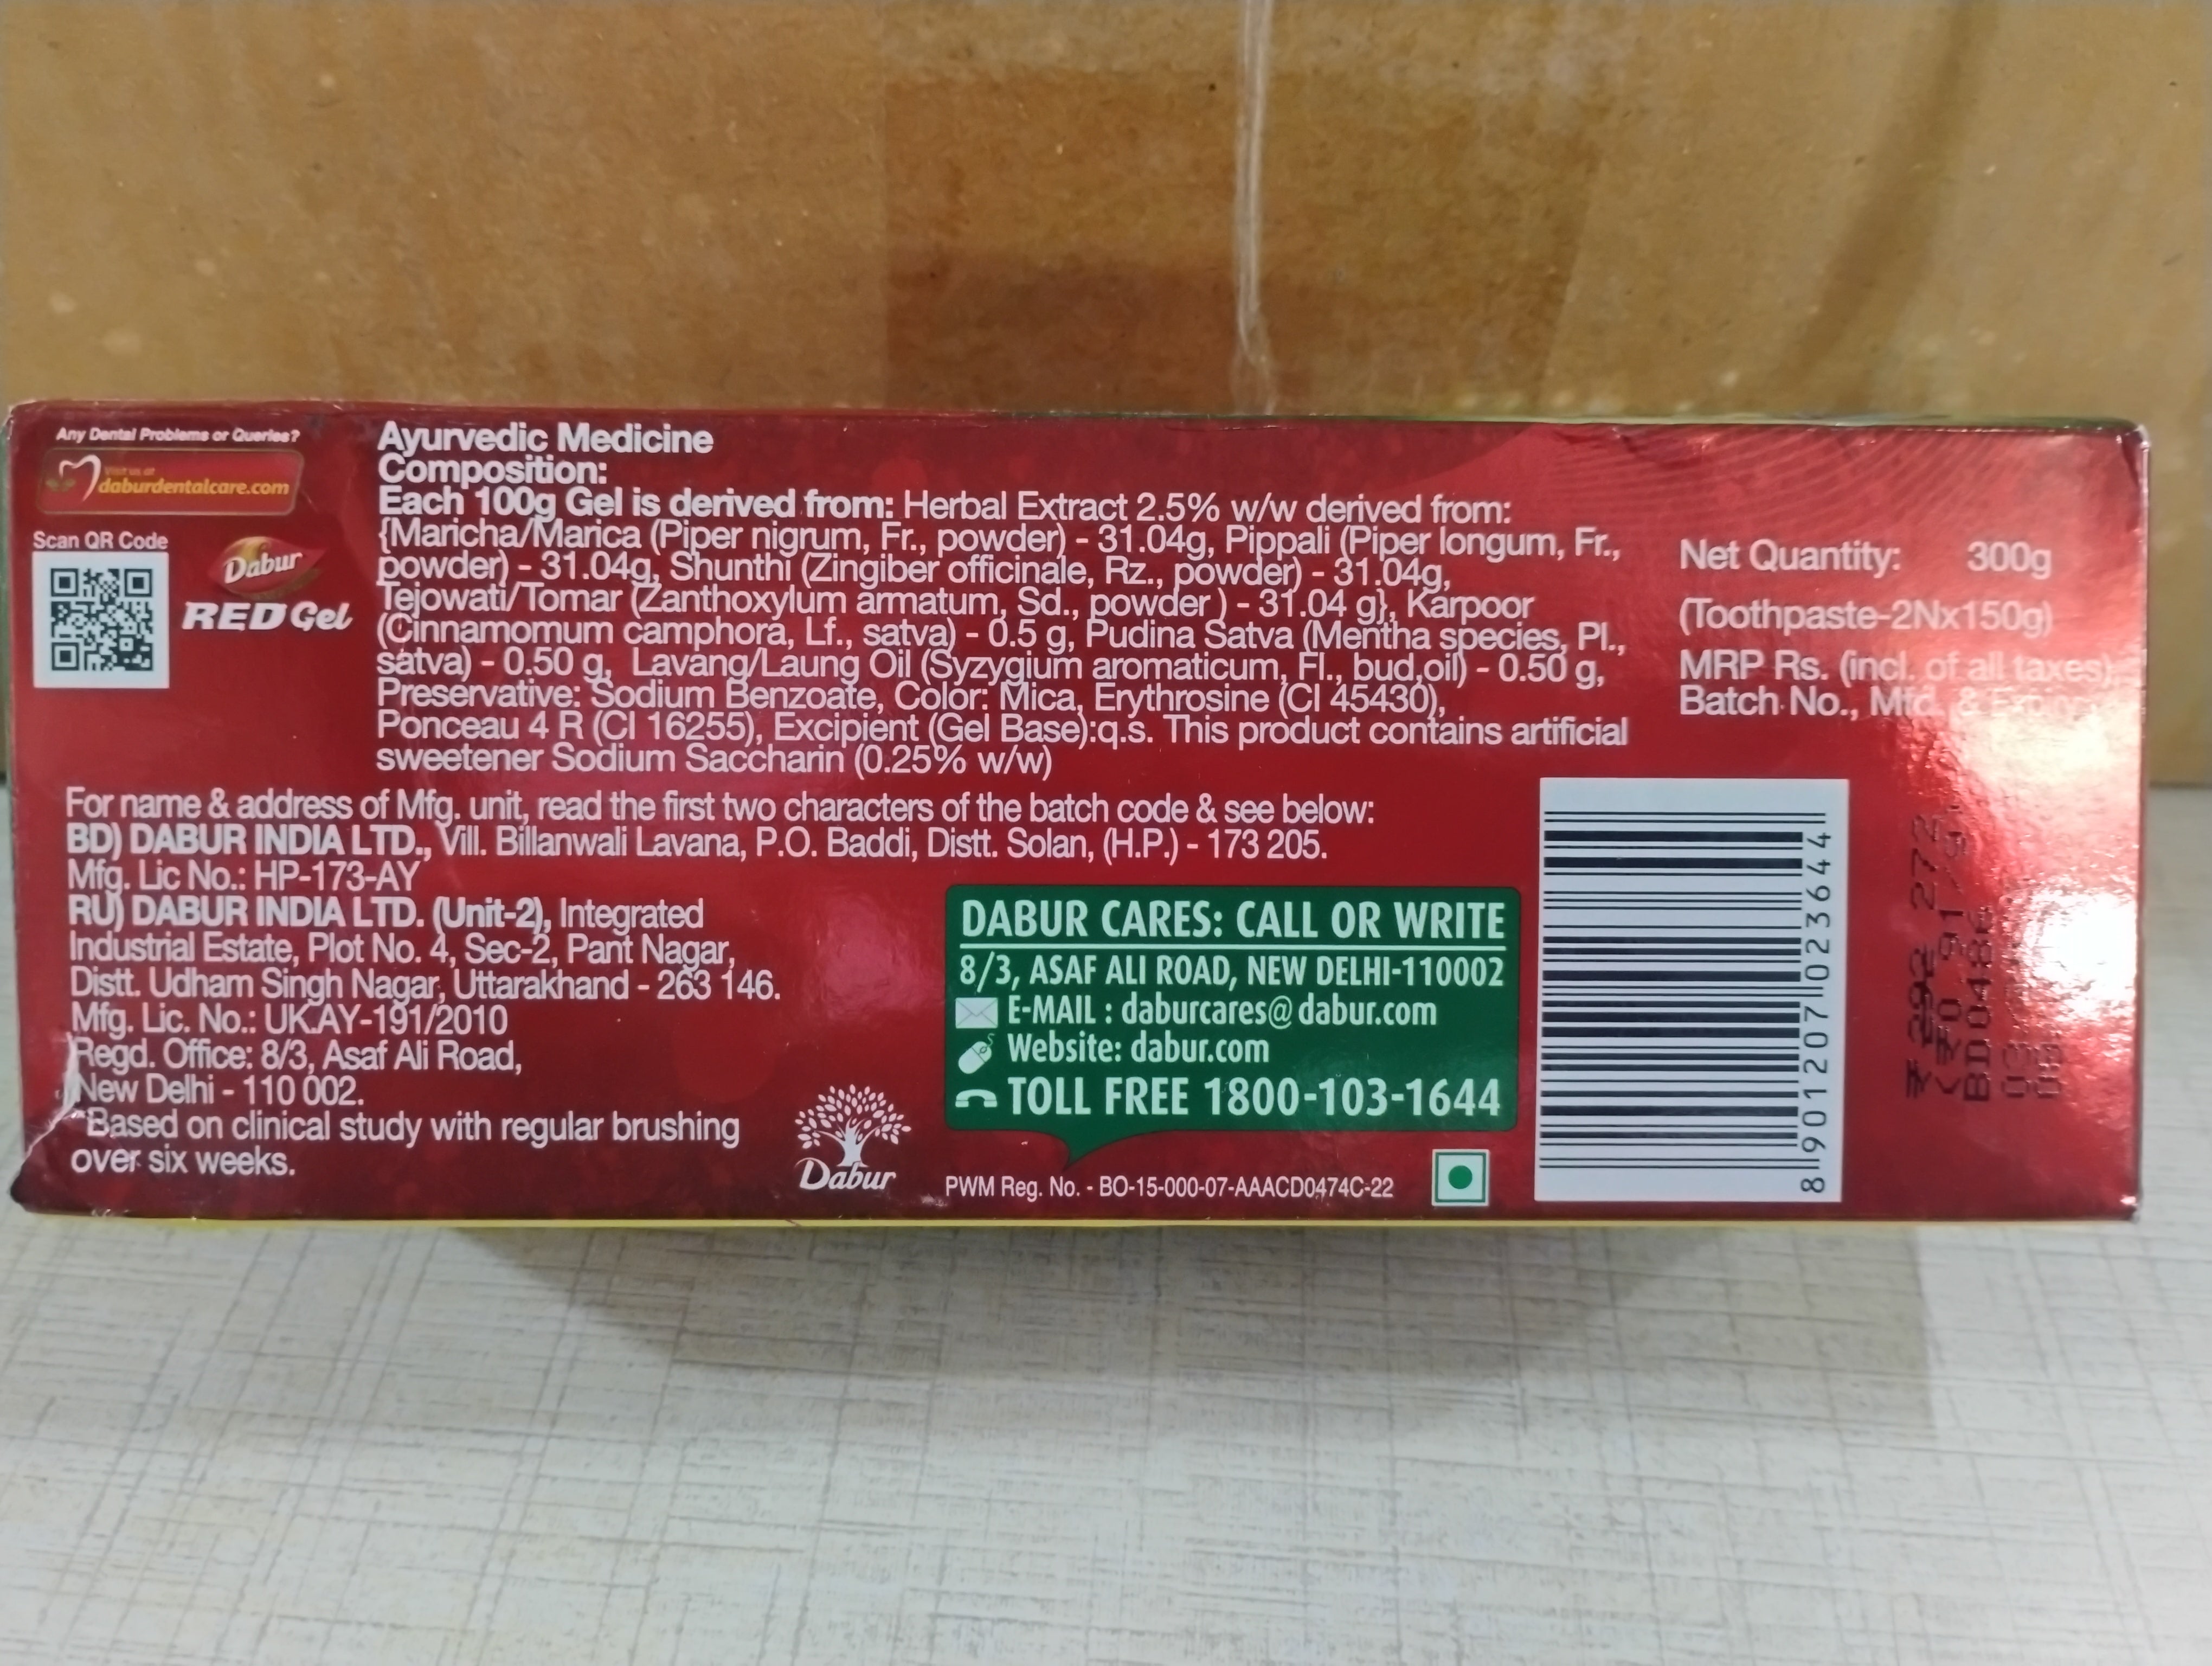 Any Dental Problems or Queries?
Visit us at
daburdentalcare.com
Scan QR Code
Dabur
RED Gel
Ayurvedic Medicine
Composition:
Each 100g Gel is derived from: Herbal Extract 2.5% w/w derived from:
{Maricha/Marica (Piper nigrum, Fr., powder) - 31.04g, Pippali (Piper longum, Fr.,
powder) - 31.04g, Shunthi (Zingiber officinale, Rz., powder) - 31.04g,
Tejowati/Tomar (Zanthoxylum armatum, Sd., powder ) - 31.04 g}, Karpoor
(Cinnamomum camphora, Lf., satva) - 0.5 g, Pudina Satva (Mentha species, Pl.,
satva) - 0.50 g, Lavang/Laung Oil (Syzygium aromaticum, Fl., bud,oil) - 0.50 g,
Preservative: Sodium Benzoate, Color: Mica, Erythrosine (CI 45430),
Ponceau 4 R (CI 16255), Excipient (Gel Base):q.s. This product contains artificial
sweetener Sodium Saccharin (0.25% w/w)
Net Quantity: 300g
(Toothpaste-2Nx150g)
MRP Rs. (incl. of all taxes),
Batch No., Mfd. & Expiry
For name & address of Mfg. unit, read the first two characters of the batch code & see below:
BD) DABUR INDIA LTD., Vill. Billanwali Lavana, P.O. Baddi, Distt. Solan, (H.P.) - 173 205.
Mfg. Lic No.: HP-173-AY
RU) DABUR INDIA LTD. (Unit-2), Integrated
Industrial Estate, Plot No. 4, Sec-2, Pant Nagar,
Distt. Udham Singh Nagar, Uttarakhand - 263 146.
Mfg. Lic. No.: UK.AY-191/2010
Regd. Office: 8/3, Asaf Ali Road,
New Delhi - 110 002.
*Based on clinical study with regular brushing
over six weeks.
Dabur
DABUR CARES: CALL OR WRITE
8/3, ASAF ALI ROAD, NEW DELHI-110002
E-MAIL : daburcares@dabur.com
Website: dabur.com
TOLL FREE 1800-103-1644
PWM Reg. No. - BO-15-000-07-AAACD0474C-22
8 901207 023644
₹ 292 272